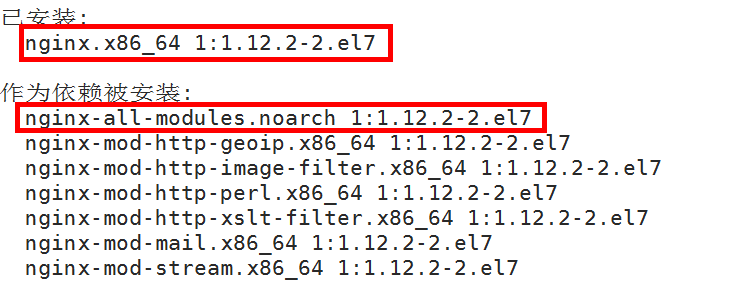 已安装:
nginx.x86_64 1:1.12.2-2.el7
作为依赖被安装:
nginx-all-modules.noarch 1:1.12.2-2.el7
nginx-mod-http-geoip.x86_64 1:1.12.2-2.el7
nginx-mod-http-image-filter.x86_64 1:1.12.2-2.el7
nginx-mod-http-perl.x86_64 1:1.12.2-2.el7
nginx-mod-http-xslt-filter.x86_64 1:1.12.2-2.el7
nginx-mod-mail.x86_64 1:1.12.2-2.el7
nginx-mod-stream.x86_64 1:1.12.2-2.el7